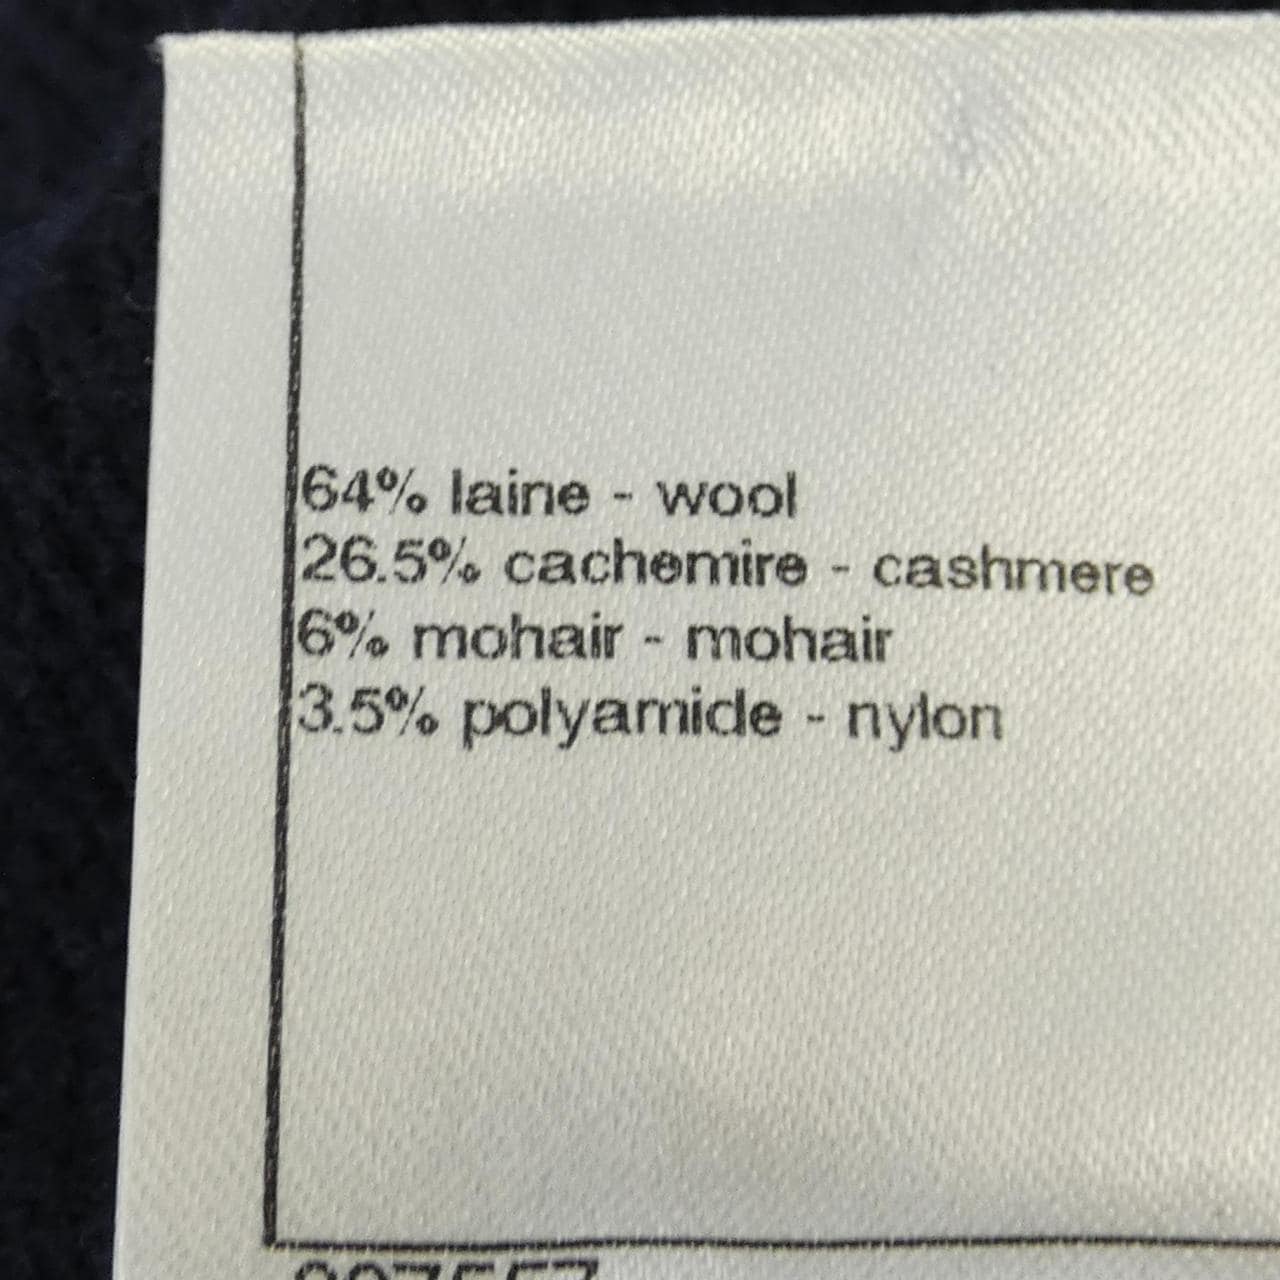 64% laine - wool
26.5% cachemire - cashmere
6% mohair - mohair
3.5% polyamide - nylon